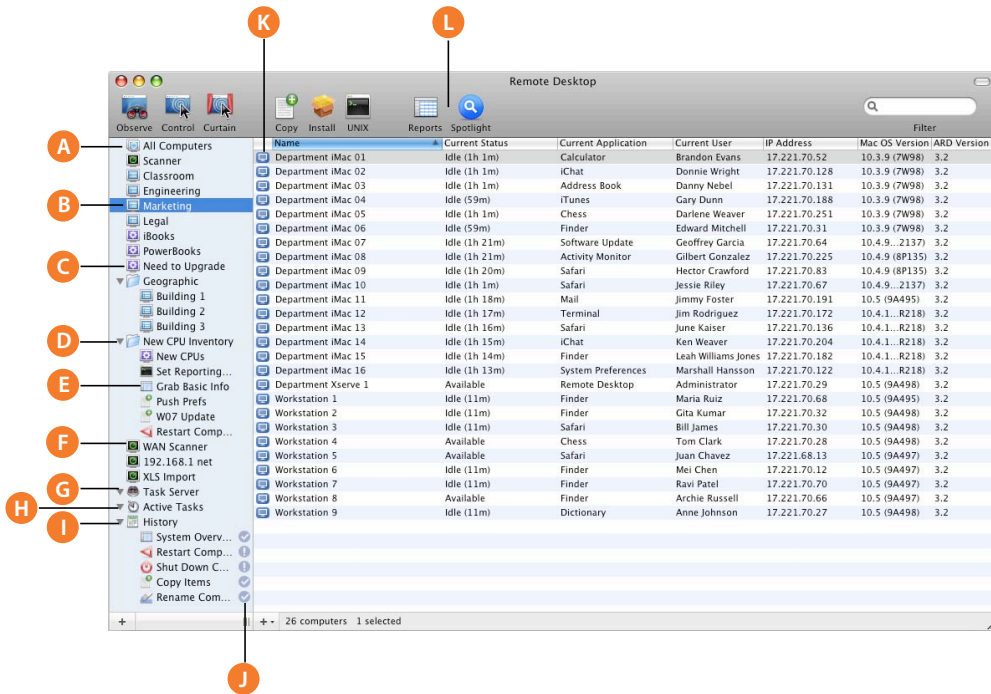 K L
Remote Desktop
Observe Control Curtain Copy Install UNIX Reports Spotlight Filter
Name Current Status Current Application Current User IP Address Mac OS Version ARD Version
A All Computers
Scanner
Classroom
Engineering
B Marketing
Legal
iBooks
PowerBooks
C Need to Upgrade
Geographic
Building 1
Building 2
Building 3
D New CPU Inventory
New CPUs
Set Reporting...
E Grab Basic Info
Push Prefs
W07 Update
Restart Comp...
F WAN Scanner
192.168.1 net
XLS Import
G Task Server
H Active Tasks
I History
System Overv...
Restart Comp...
Shut Down C...
Copy Items
Rename Com...
Department iMac 01 Idle (1h 1m) Calculator Brandon Evans 17.221.70.52 10.3.9 (7W98) 3.2
Department iMac 02 Idle (1h 1m) iChat Donnie Wright 17.221.70.128 10.3.9 (7W98) 3.2
Department iMac 03 Idle (1h 1m) Address Book Danny Nebel 17.221.70.131 10.3.9 (7W98) 3.2
Department iMac 04 Idle (59m) iTunes Gary Dunn 17.221.70.188 10.3.9 (7W98) 3.2
Department iMac 05 Idle (1h 1m) Chess Darlene Weaver 17.221.70.251 10.3.9 (7W98) 3.2
Department iMac 06 Idle (59m) Finder Edward Mitchell 17.221.70.31 10.3.9 (7W98) 3.2
Department iMac 07 Idle (1h 21m) Software Update Geoffrey Garcia 17.221.70.64 10.4.9...2137) 3.2
Department iMac 08 Idle (1h 21m) Activity Monitor Gilbert Gonzalez 17.221.70.225 10.4.9 (8P135) 3.2
Department iMac 09 Idle (1h 20m) Safari Hector Crawford 17.221.70.83 10.4.9 (8P135) 3.2
Department iMac 10 Idle (1h 1m) Safari Jessie Riley 17.221.70.67 10.4.9...2137) 3.2
Department iMac 11 Idle (1h 18m) Mail Jimmy Foster 17.221.70.191 10.5 (9A495) 3.2
Department iMac 12 Idle (1h 17m) Terminal Jim Rodriguez 17.221.70.172 10.4.1...R218) 3.2
Department iMac 13 Idle (1h 16m) Safari June Kaiser 17.221.70.136 10.4.1...R218) 3.2
Department iMac 14 Idle (1h 15m) iChat Ken Weaver 17.221.70.204 10.4.1...R218) 3.2
Department iMac 15 Idle (1h 14m) Finder Leah Williams Jones 17.221.70.182 10.4.1...R218) 3.2
Department iMac 16 Idle (1h 13m) System Preferences Marshall Hansson 17.221.70.122 10.4.1...R218) 3.2
Department Xserve 1 Available Remote Desktop Administrator 17.221.70.29 10.5 (9A498) 3.2
Workstation 1 Idle (11m) Finder Maria Ruiz 17.221.70.68 10.5 (9A495) 3.2
Workstation 2 Idle (11m) Finder Gita Kumar 17.221.70.32 10.5 (9A498) 3.2
Workstation 3 Idle (11m) Safari Bill James 17.221.70.30 10.5 (9A498) 3.2
Workstation 4 Available Chess Tom Clark 17.221.70.28 10.5 (9A498) 3.2
Workstation 5 Available Safari Juan Chavez 17.221.68.13 10.5 (9A497) 3.2
Workstation 6 Idle (11m) Finder Mei Chen 17.221.70.12 10.5 (9A497) 3.2
Workstation 7 Idle (11m) Finder Ravi Patel 17.221.70.70 10.5 (9A497) 3.2
Workstation 8 Available Finder Archie Russell 17.221.70.66 10.5 (9A497) 3.2
Workstation 9 Idle (11m) Dictionary Anne Johnson 17.221.70.27 10.5 (9A498) 3.2
26 computers 1 selected
J